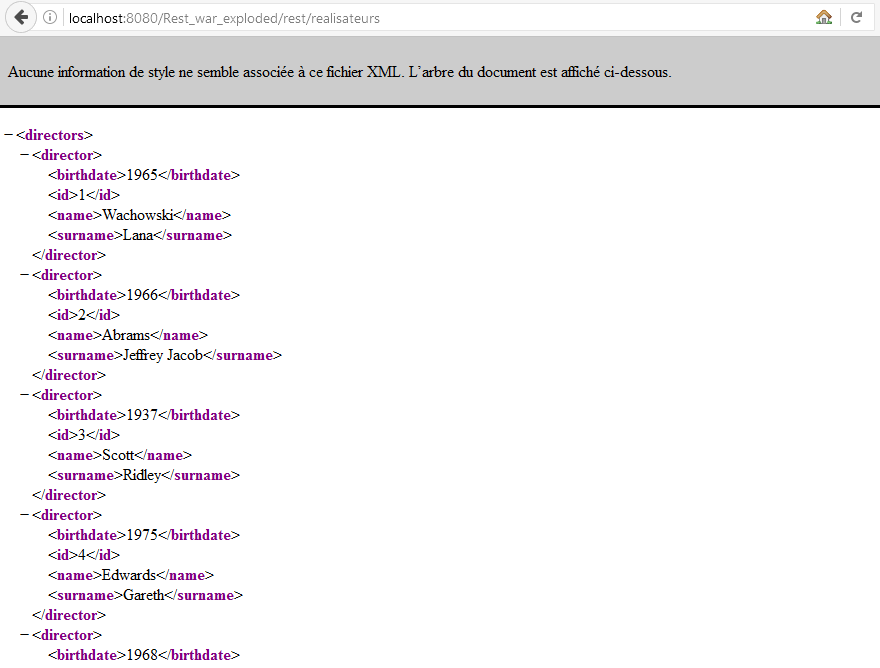 localhost:8080/Rest_war_exploded/rest/realisateurs
Aucune information de style ne semble associée à ce fichier XML. L’arbre du document est affiché ci-dessous.
−<directors>
−<director>
<birthdate>1965</birthdate>
<id>1</id>
<name>Wachowski</name>
<surname>Lana</surname>
</director>
−<director>
<birthdate>1966</birthdate>
<id>2</id>
<name>Abrams</name>
<surname>Jeffrey Jacob</surname>
</director>
−<director>
<birthdate>1937</birthdate>
<id>3</id>
<name>Scott</name>
<surname>Ridley</surname>
</director>
−<director>
<birthdate>1975</birthdate>
<id>4</id>
<name>Edwards</name>
<surname>Gareth</surname>
</director>
−<director>
<birthdate>1968</birthdate>